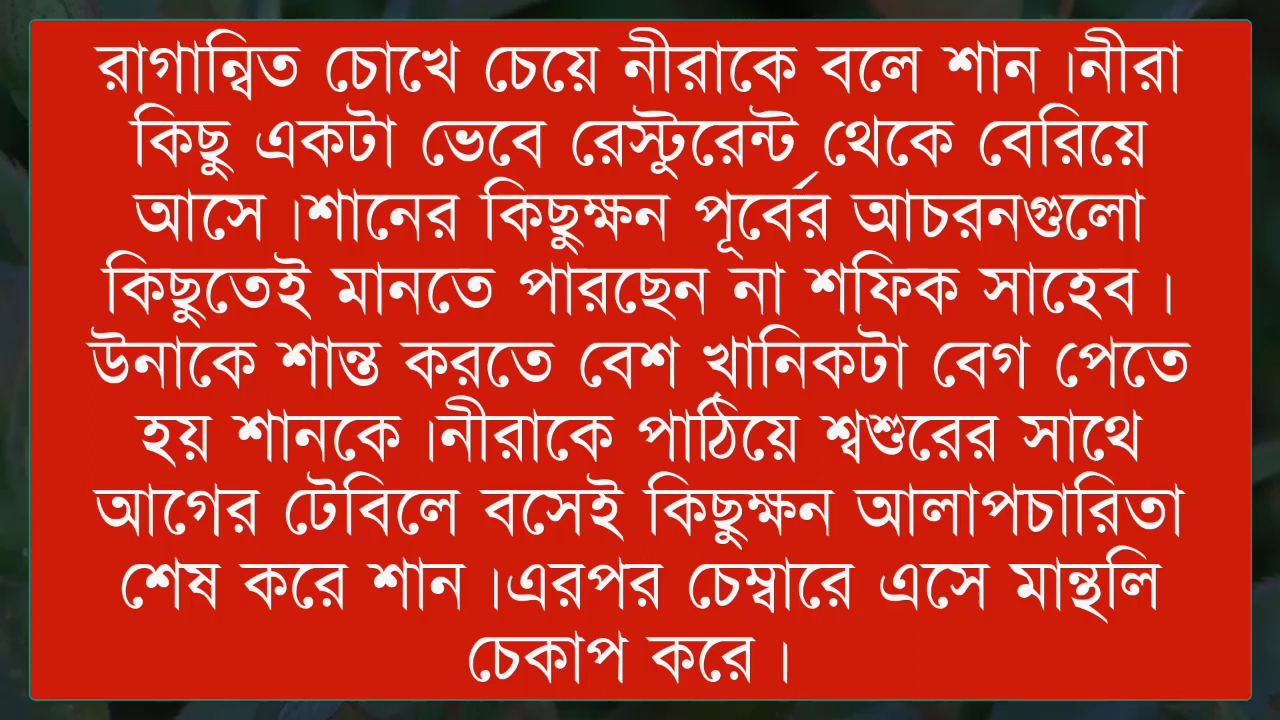 রাগান্বিত চোখে চেয়ে নীরাকে বলে শান ।নীরা
কিছু একটা ভেবে রেস্টুরেন্ট থেকে বেরিয়ে
আসে ।শানের কিছুক্ষন পূর্বের আচরনগুলো
কিছুতেই মানতে পারছেন না শফিক সাহেব ।
উনাকে শান্ত করতে বেশ খানিকটা বেগ পেতে
হয় শানকে ।নীরাকে পাঠিয়ে শ্বশুরের সাথে
আগের টেবিলে বসেই কিছুক্ষন আলাপচারিতা
শেষ করে শান ।এরপর চেম্বারে এসে মান্থলি
চেকাপ করে ।